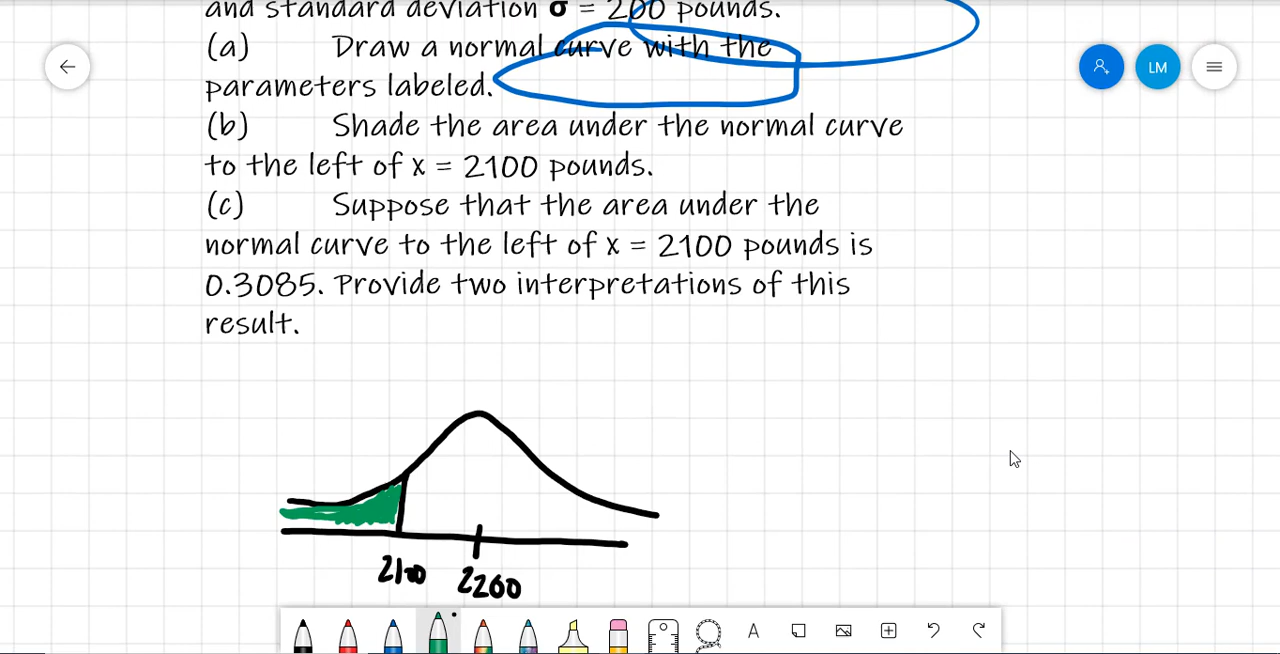 and standard deviation σ = 200 pounds.
(a) Draw a normal curve with the
parameters labeled.
(b) Shade the area under the normal curve
to the left of x = 2100 pounds.
(c) Suppose that the area under the
normal curve to the left of x = 2100 pounds is
0.3085. Provide two interpretations of this
result.
2100 2200
LM
A